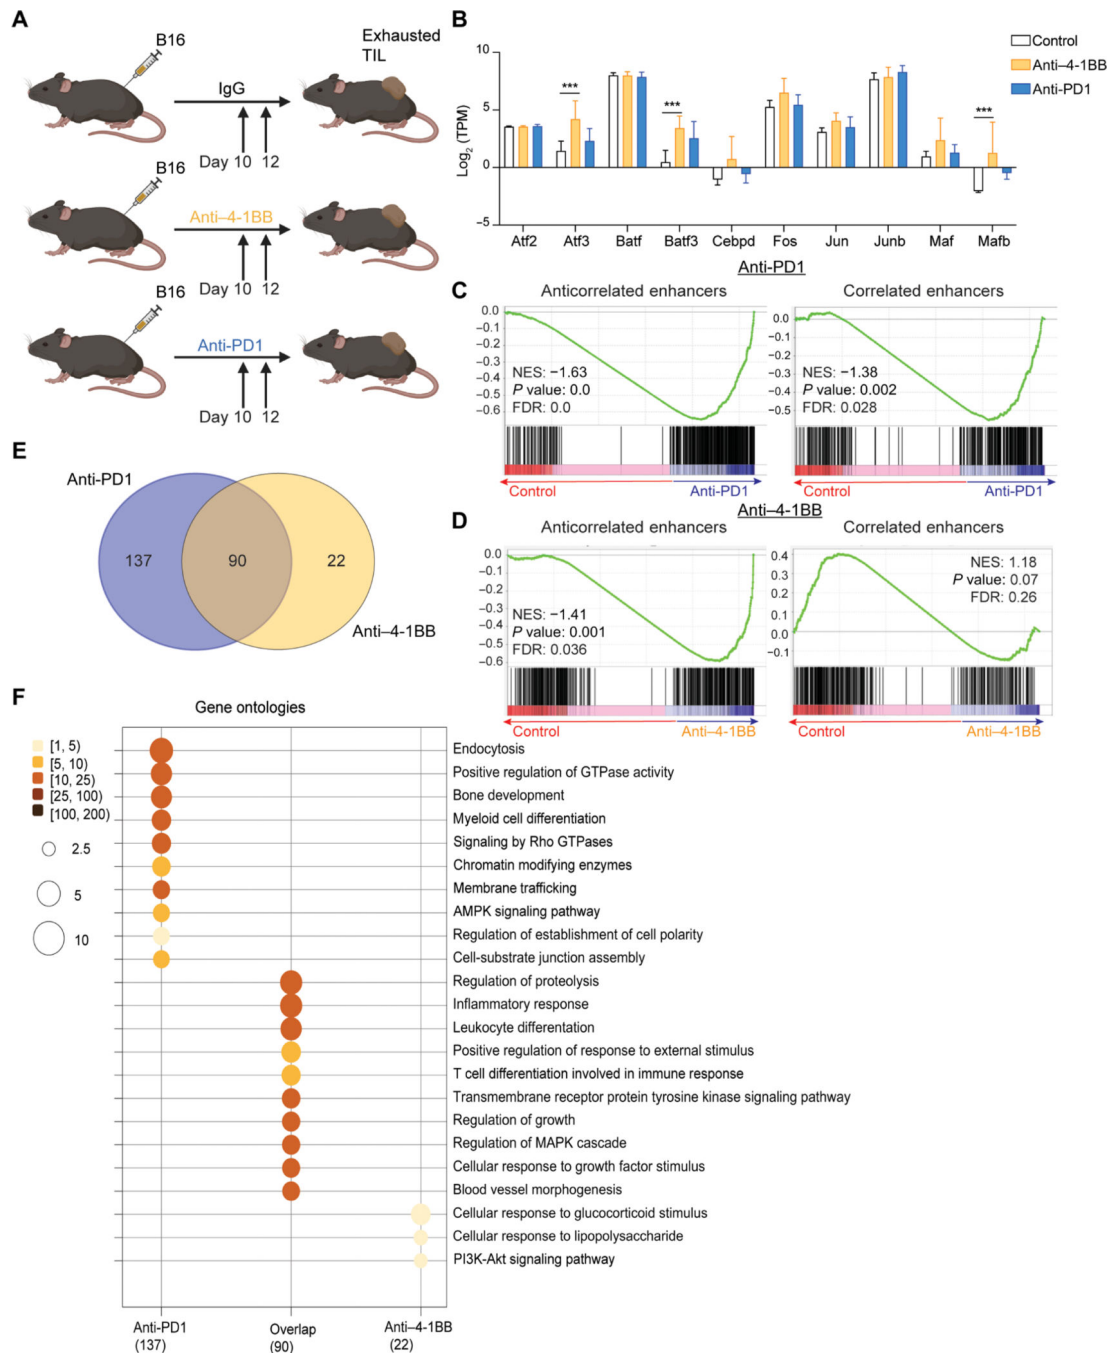 A
B16
IgG
Day 10 12
Exhausted
TIL
B16
Anti–4-1BB
Day 10 12
B16
Anti-PD1
Day 10 12
B
Log2 (TPM)
10
5
0
−5
Atf2 Atf3 Batf Batf3 Cebpd Fos Jun Junb Maf Mafb
*** *** ***
Control
Anti–4-1BB
Anti-PD1
Anti-PD1
C
Anticorrelated enhancers
0.0
−0.1
−0.2
−0.3
−0.4
−0.5
−0.6
NES: −1.63
P value: 0.0
FDR: 0.0
Control Anti-PD1
Correlated enhancers
0.0
−0.1
−0.2
−0.3
−0.4
−0.5
NES: −1.38
P value: 0.002
FDR: 0.028
Control Anti-PD1
Anti–4-1BB
D
Anticorrelated enhancers
0.0
−0.1
−0.2
−0.3
−0.4
−0.5
−0.6
NES: −1.41
P value: 0.001
FDR: 0.036
Control Anti–4-1BB
Correlated enhancers
0.4
0.3
0.2
0.1
0.0
−0.1
NES: 1.18
P value: 0.07
FDR: 0.26
Control Anti–4-1BB
E
Anti-PD1
137 90 22
Anti–4-1BB
F
Gene ontologies
[1, 5)
[5, 10)
[10, 25)
[25, 100)
[100, 200)
2.5
5
10
Endocytosis
Positive regulation of GTPase activity
Bone development
Myeloid cell differentiation
Signaling by Rho GTPases
Chromatin modifying enzymes
Membrane trafficking
AMPK signaling pathway
Regulation of establishment of cell polarity
Cell-substrate junction assembly
Regulation of proteolysis
Inflammatory response
Leukocyte differentation
Positive regulation of response to external stimulus
T cell differentiation involved in immune response
Transmembrane receptor protein tyrosine kinase signaling pathway
Regulation of growth
Regulation of MAPK cascade
Cellular response to growth factor stimulus
Blood vessel morphogenesis
Cellular response to glucocorticoid stimulus
Cellular response to lipopolysaccharide
PI3K-Akt signaling pathway
Anti-PD1 Overlap Anti–4-1BB
(137) (90) (22)